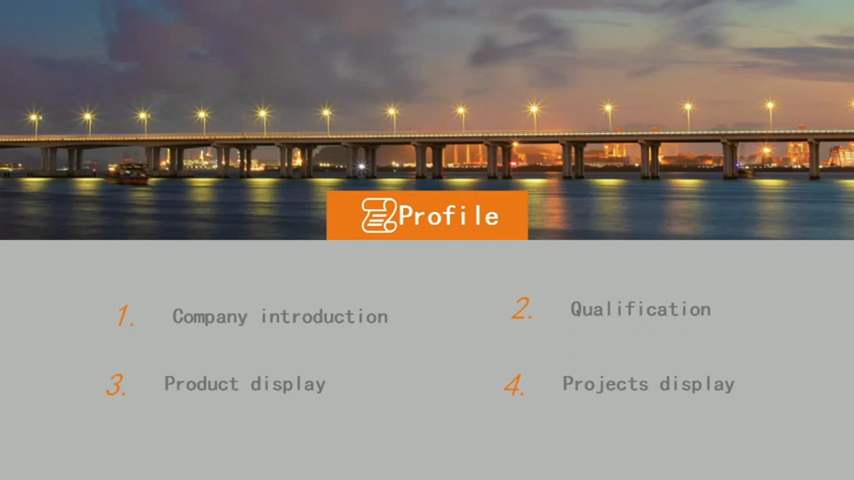 Profile
1. Company introduction
2. Qualification
3. Product display
4. Projects display